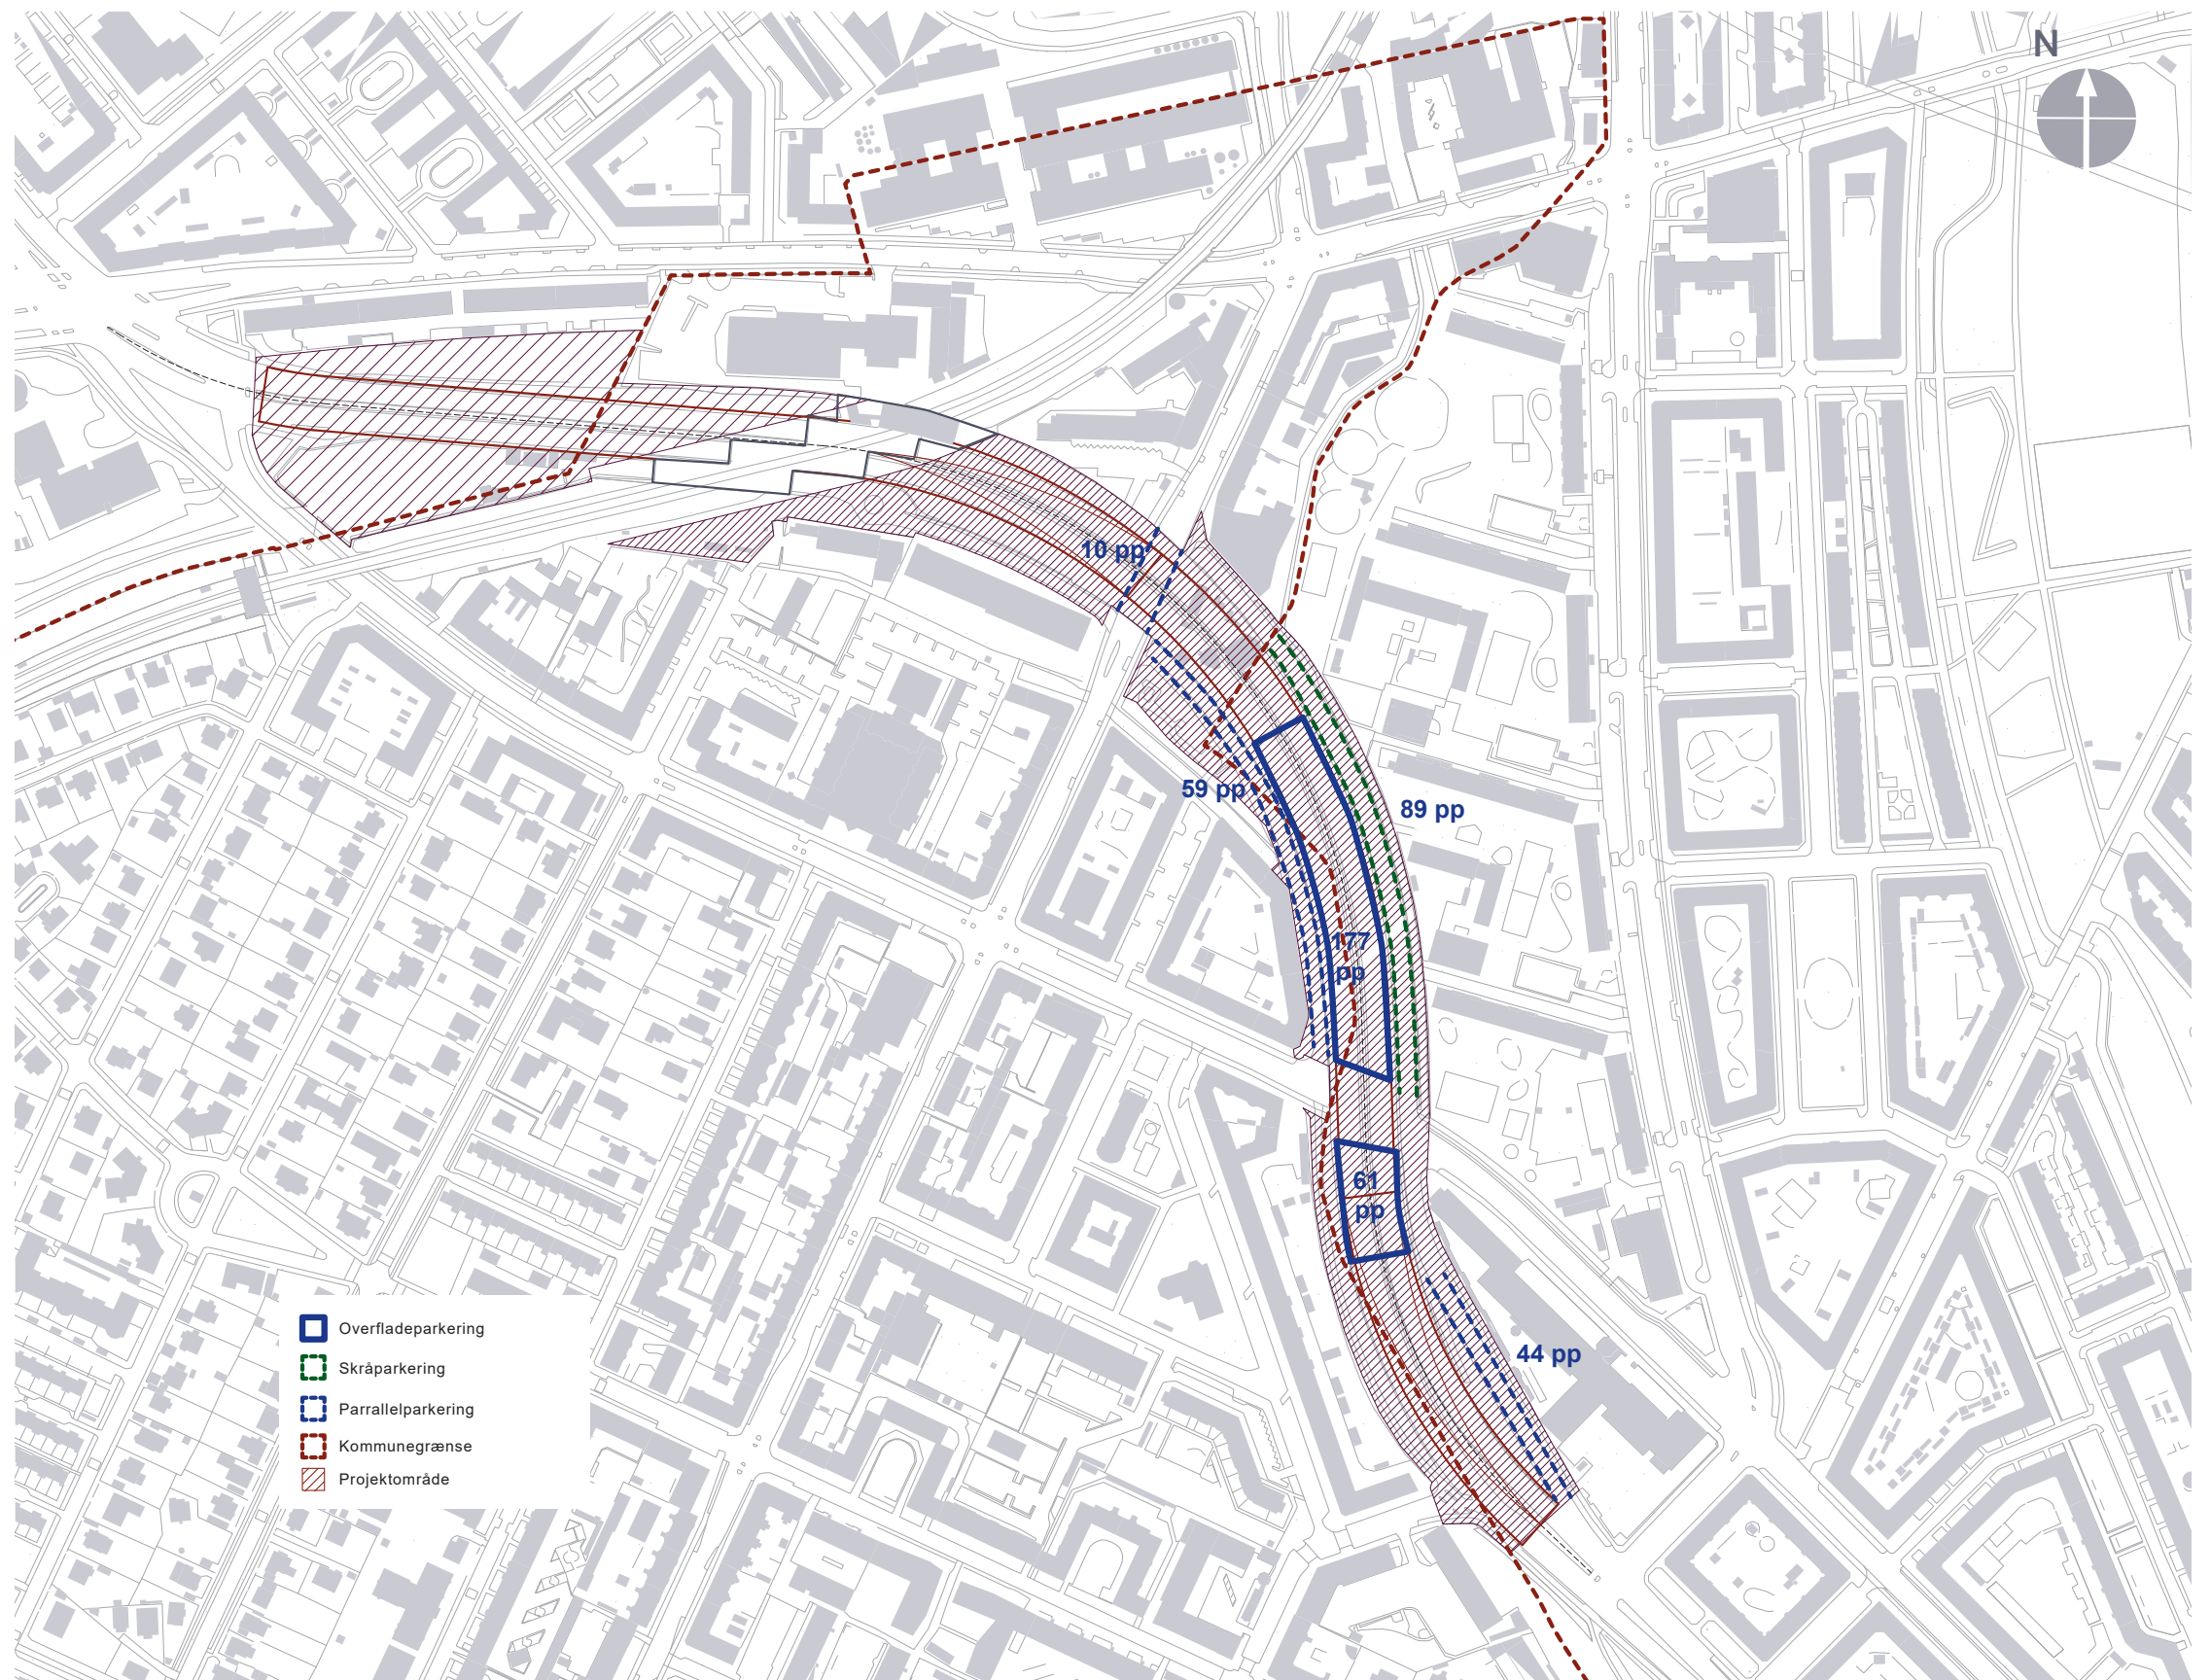 N
10 pp
59 pp
89 pp
177
pp
61
pp
44 pp
Overfladeparkering
Skråparkering
Parrallelparkering
Kommunegrænse
Projektområde